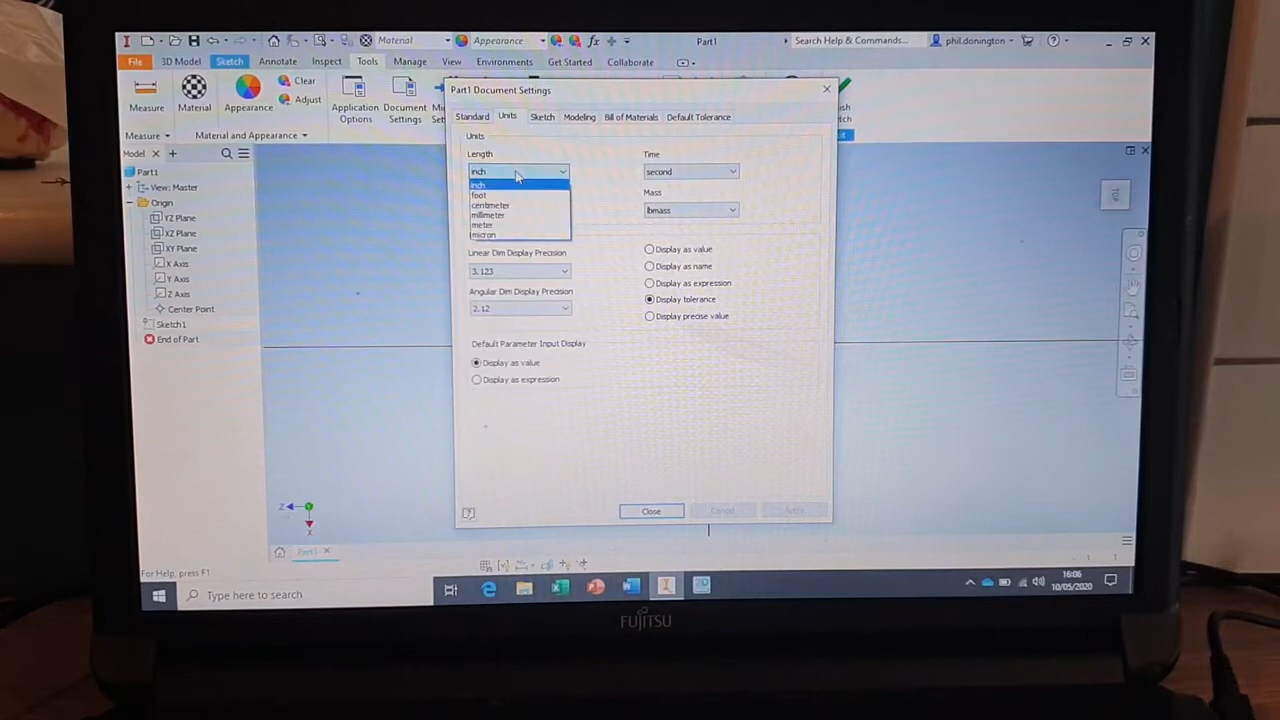 Material
Appearance
Part1
Search Help & Commands...
phil.donington
File
3D Model
Sketch
Annotate
Inspect
Tools
Manage
View
Environments
Get Started
Collaborate
Measure
Material
Appearance
Clear
Adjust
Application Options
Document Settings
Measure
Material and Appearance
Part1 Document Settings
Standard
Units
Sketch
Modeling
Bill of Materials
Default Tolerance
Units
Length
inch
inch
foot
centimeter
millimeter
meter
micron
Time
second
Mass
lbmass
Linear Dim Display Precision
3.123
Angular Dim Display Precision
2.12
Display as value
Display as name
Display as expression
Display tolerance
Display precise value
Default Parameter Input Display
Display as value
Display as expression
Close
Cancel
Apply
Model
Part1
View: Master
Origin
YZ Plane
XZ Plane
XY Plane
X Axis
Y Axis
Z Axis
Center Point
Sketch1
End of Part
TOP
Z
X
Part1
For Help, press F1
1 1
Type here to search
16:06
10/05/2020
FUJITSU